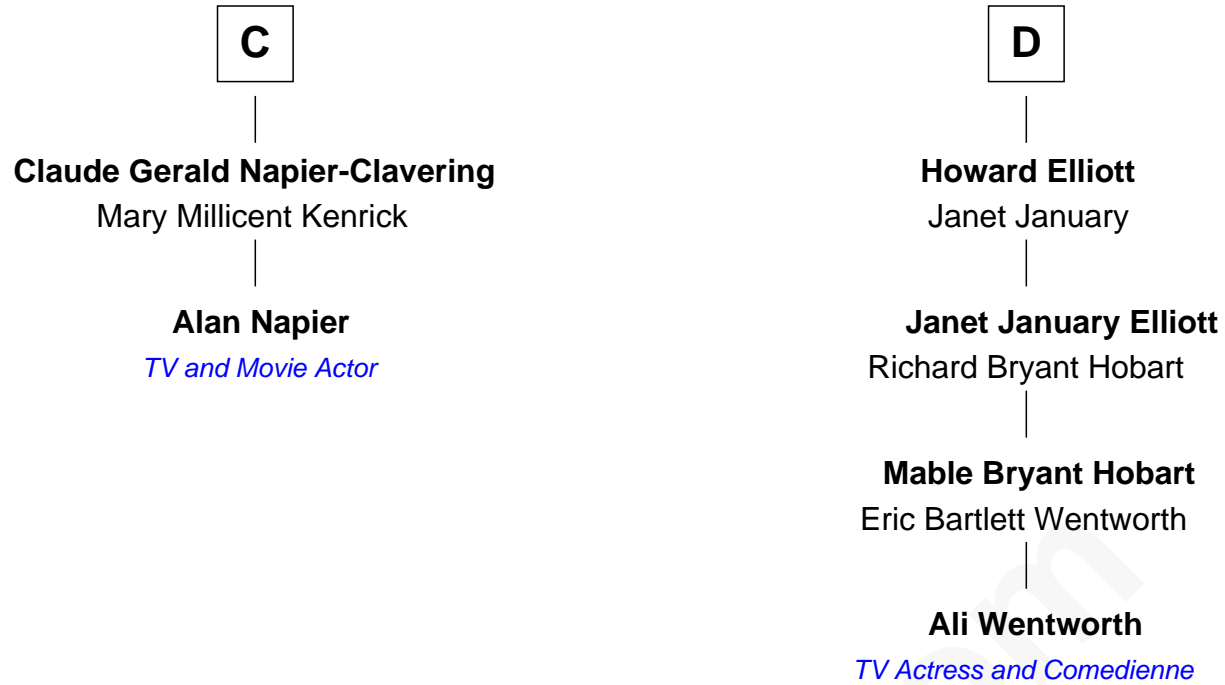 C
Claude Gerald Napier-Clavering
Mary Millicent Kenrick
Alan Napier
TV and Movie Actor
D
Howard Elliott
Janet January
Janet January Elliott
Richard Bryant Hobart
Mable Bryant Hobart
Eric Bartlett Wentworth
Ali Wentworth
TV Actress and Comedienne